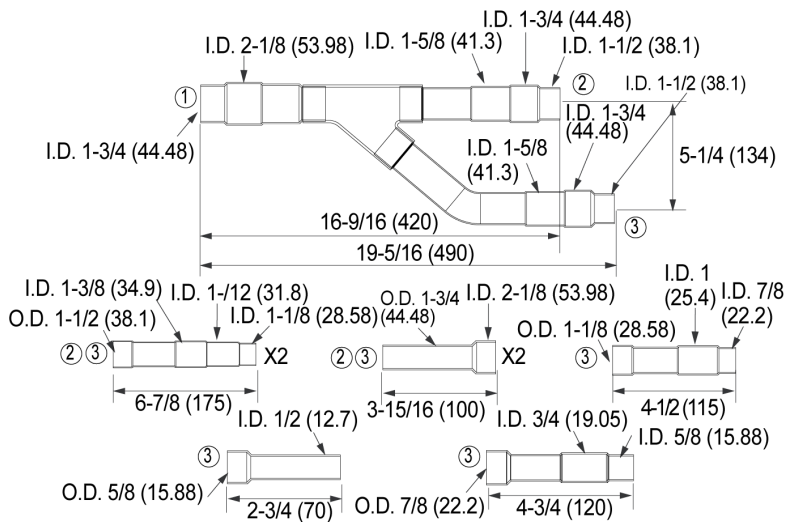 I.D. 1-3/4 (44.48)
I.D. 2-1/8 (53.98)
I.D. 1-5/8
(41.3)
I.D. 1-1/2 (38.1)
②
I.D. 1-1/2 (38.1)
①
I.D. 1-3/4
(44.48)
I.D. 1-3/4 (44.48)
I.D. 1-5/8
(41.3)
5-1/4 (134)
③
16-9/16 (420)
19-5/16 (490)
I.D. 1-3/8 (34.9)
I.D. 1-/12 (31.8)
O.D. 1-1/2 (38.1)
I.D. 1-1/8 (28.58)
② ③
X2
6-7/8 (175)
O.D. 1-3/4
(44.48)
I.D. 2-1/8 (53.98)
② ③
X2
3-15/16 (100)
I.D. 1
(25.4)
I.D. 7/8
(22.2)
O.D. 1-1/8 (28.58)
③
4-1/2 (115)
I.D. 1/2 (12.7)
③
O.D. 5/8 (15.88)
2-3/4 (70)
I.D. 3/4 (19.05)
I.D. 5/8 (15.88)
③
O.D. 7/8 (22.2)
4-3/4 (120)